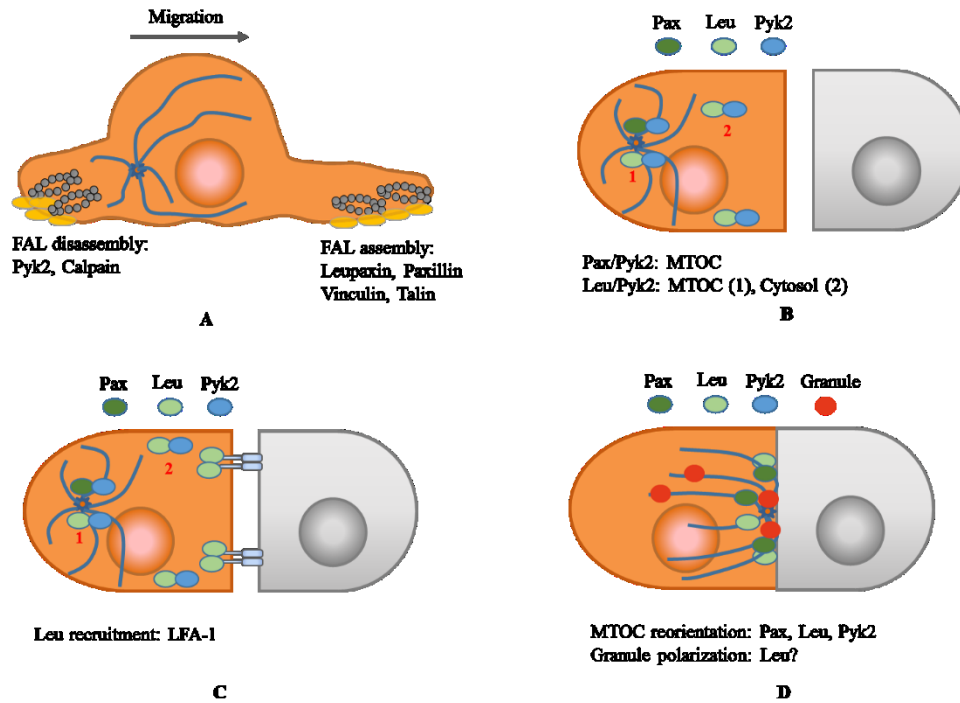 Migration
FAL disassembly:
Pyk2, Calpain
FAL assembly:
Leupaxin, Paxillin
Vinculin, Talin
A
Pax Leu Pyk2
1
2
Pax/Pyk2: MTOC
Leu/Pyk2: MTOC (1), Cytosol (2)
B
Pax Leu Pyk2
2
1
Leu recruitment: LFA-1
C
Pax Leu Pyk2 Granule
MTOC reorientation: Pax, Leu, Pyk2
Granule polarization: Leu?
D